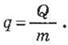 q = Q/m.